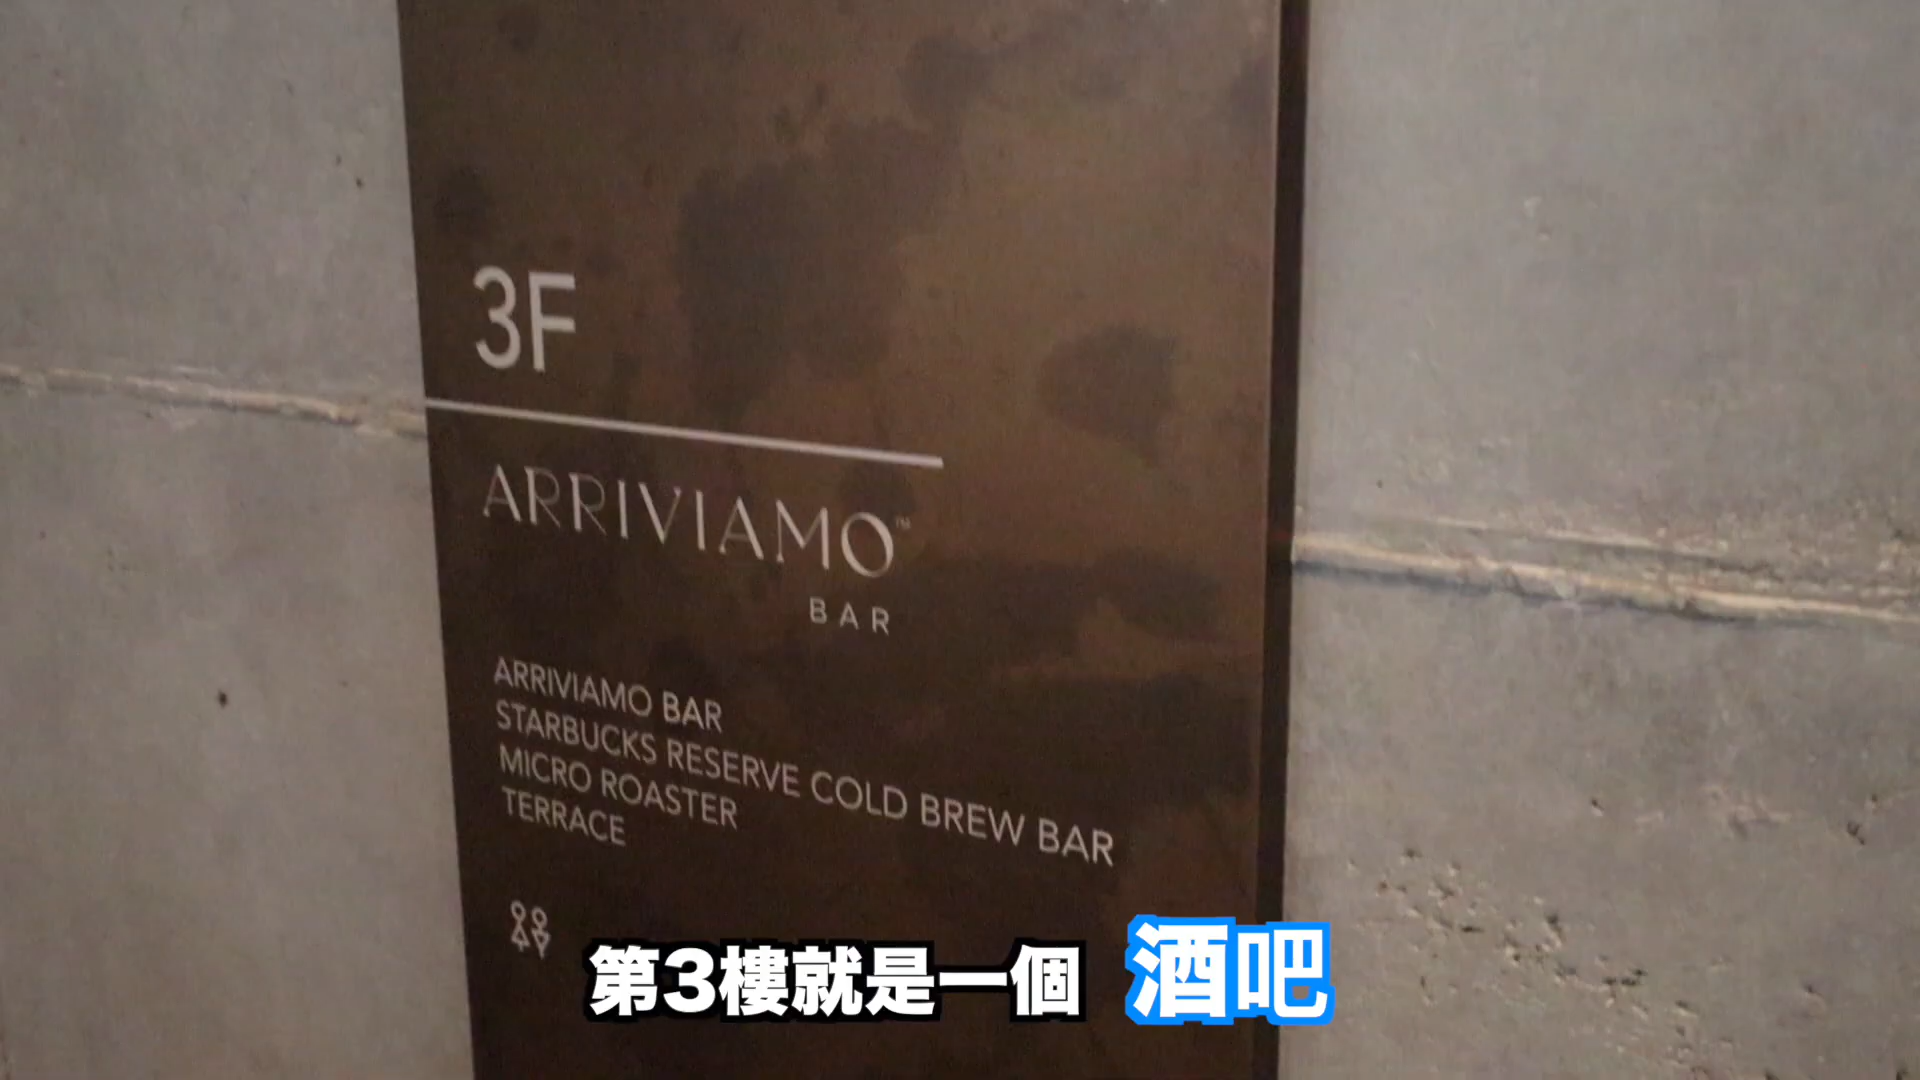 3F
ARRIVIAMO™
BAR
ARRIVIAMO BAR
STARBUCKS RESERVE COLD BREW BAR
MICRO ROASTER
TERRACE
第3樓就是一個 酒吧